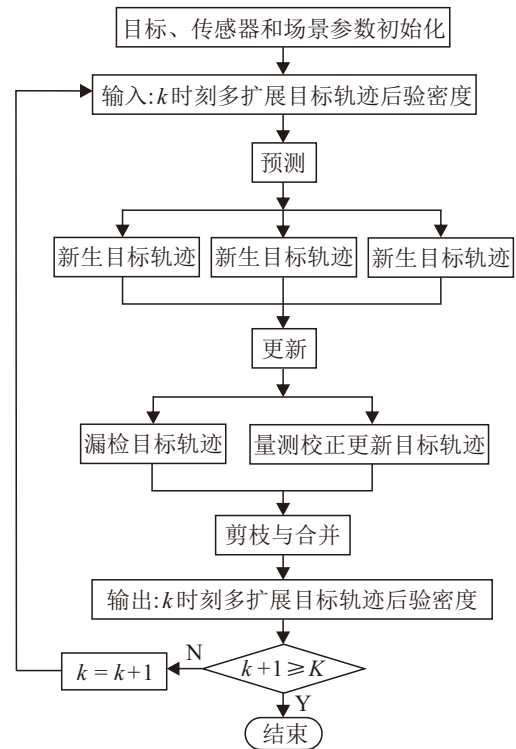 目标、传感器和场景参数初始化
输入:k时刻多扩展目标轨迹后验密度
预测
新生目标轨迹
新生目标轨迹
新生目标轨迹
更新
漏检目标轨迹
量测校正更新目标轨迹
剪枝与合并
输出:k时刻多扩展目标轨迹后验密度
k = k+1
N
k+1⩾K
Y
结束